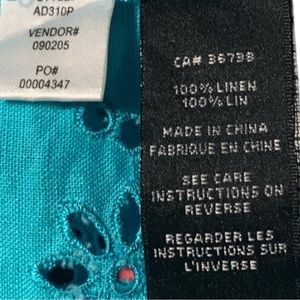 AD310P
VENDOR#
090205
PO#
00004347
CA# 36738
100% LINEN
100% LIN
MADE IN CHINA
FABRIQUE EN CHINE
SEE CARE
INSTRUCTIONS ON
REVERSE
REGARDER LES
INSTRUCTIONS SUR
L'INVERSE